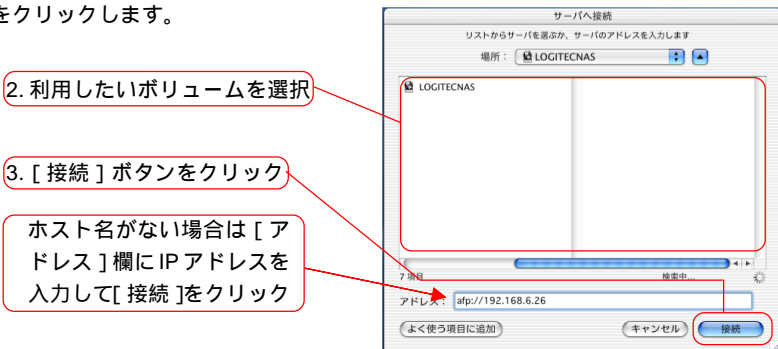 をクリックします。
2. 利用したいボリュームを選択
3. [ 接続 ] ボタンをクリック
ホスト名がない場合は [ ア
ドレス ] 欄に IP アドレスを
入力して[ 接続 ]をクリック
サーバへ接続
リストからサーバを選ぶか、サーバのアドレスを入力します
場所： LOGITECNAS
LOGITECNAS
7 項目
検索中...
アドレス： afp://192.168.6.26
よく使う項目に追加
キャンセル
接続